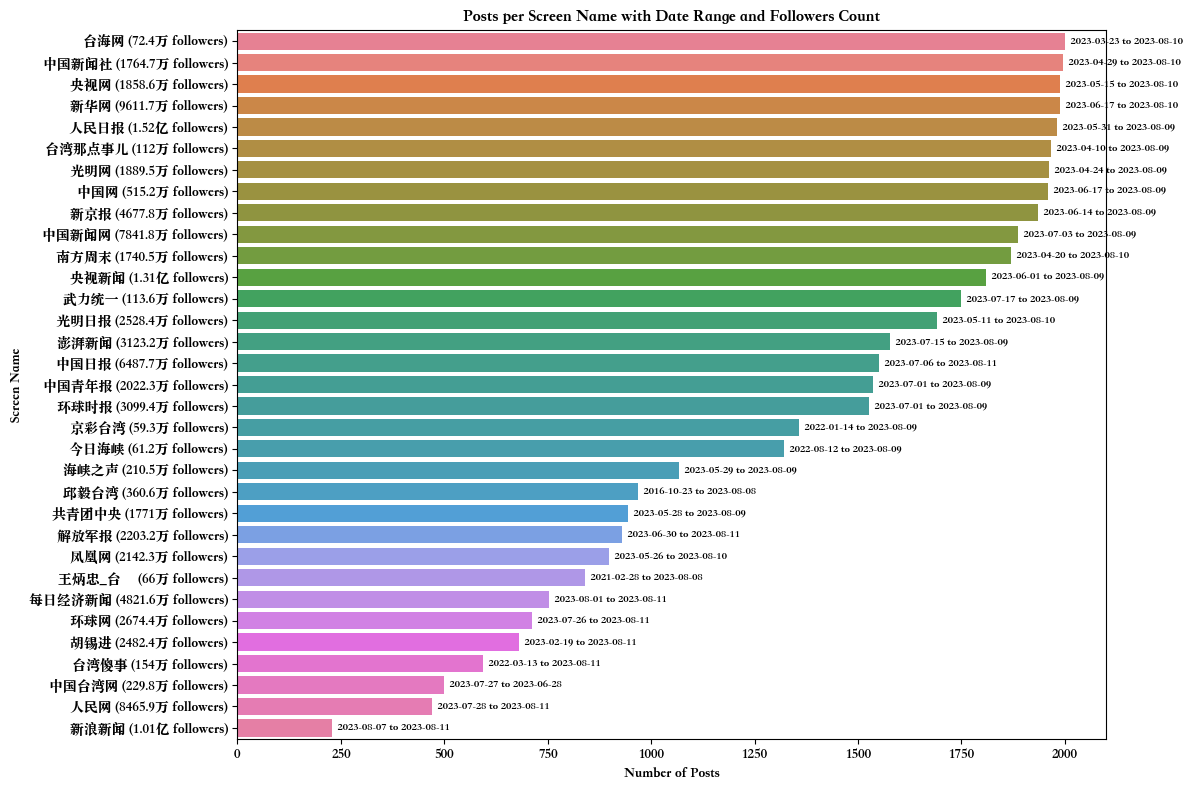 Posts per Screen Name with Date Range and Followers Count
台海网 (72.4万 followers) 2023-03-23 to 2023-08-10
中国新闻社 (1764.7万 followers) 2023-04-29 to 2023-08-10
央视网 (1858.6万 followers) 2023-05-15 to 2023-08-10
新华网 (9611.7万 followers) 2023-06-17 to 2023-08-10
人民日报 (1.52亿 followers) 2023-05-31 to 2023-08-09
台湾那点事儿 (112万 followers) 2023-04-10 to 2023-08-09
光明网 (1889.5万 followers) 2023-04-24 to 2023-08-09
中国网 (515.2万 followers) 2023-06-17 to 2023-08-09
新京报 (4677.8万 followers) 2023-06-14 to 2023-08-09
中国新闻网 (7841.8万 followers) 2023-07-03 to 2023-08-09
南方周末 (1740.5万 followers) 2023-04-20 to 2023-08-10
央视新闻 (1.31亿 followers) 2023-06-01 to 2023-08-09
武力统一 (113.6万 followers) 2023-07-17 to 2023-08-09
光明日报 (2528.4万 followers) 2023-05-11 to 2023-08-10
澎湃新闻 (3123.2万 followers) 2023-07-15 to 2023-08-09
中国日报 (6487.7万 followers) 2023-07-06 to 2023-08-11
中国青年报 (2022.3万 followers) 2023-07-01 to 2023-08-09
环球时报 (3099.4万 followers) 2023-07-01 to 2023-08-09
京彩台湾 (59.3万 followers) 2022-01-14 to 2023-08-09
今日海峡 (61.2万 followers) 2022-08-12 to 2023-08-09
海峡之声 (210.5万 followers) 2023-05-29 to 2023-08-09
邱毅台湾 (360.6万 followers) 2016-10-23 to 2023-08-08
共青团中央 (1771万 followers) 2023-05-28 to 2023-08-09
解放军报 (2203.2万 followers) 2023-06-30 to 2023-08-11
凤凰网 (2142.3万 followers) 2023-05-26 to 2023-08-10
王炳忠_台 (66万 followers) 2021-02-28 to 2023-08-08
每日经济新闻 (4821.6万 followers) 2023-08-01 to 2023-08-11
环球网 (2674.4万 followers) 2023-07-26 to 2023-08-11
胡锡进 (2482.4万 followers) 2023-02-19 to 2023-08-11
台湾傻事 (154万 followers) 2022-03-13 to 2023-08-11
中国台湾网 (229.8万 followers) 2023-07-27 to 2023-06-28
人民网 (8465.9万 followers) 2023-07-28 to 2023-08-11
新浪新闻 (1.01亿 followers) 2023-08-07 to 2023-08-11
Screen Name
0 250 500 750 1000 1250 1500 1750 2000
Number of Posts